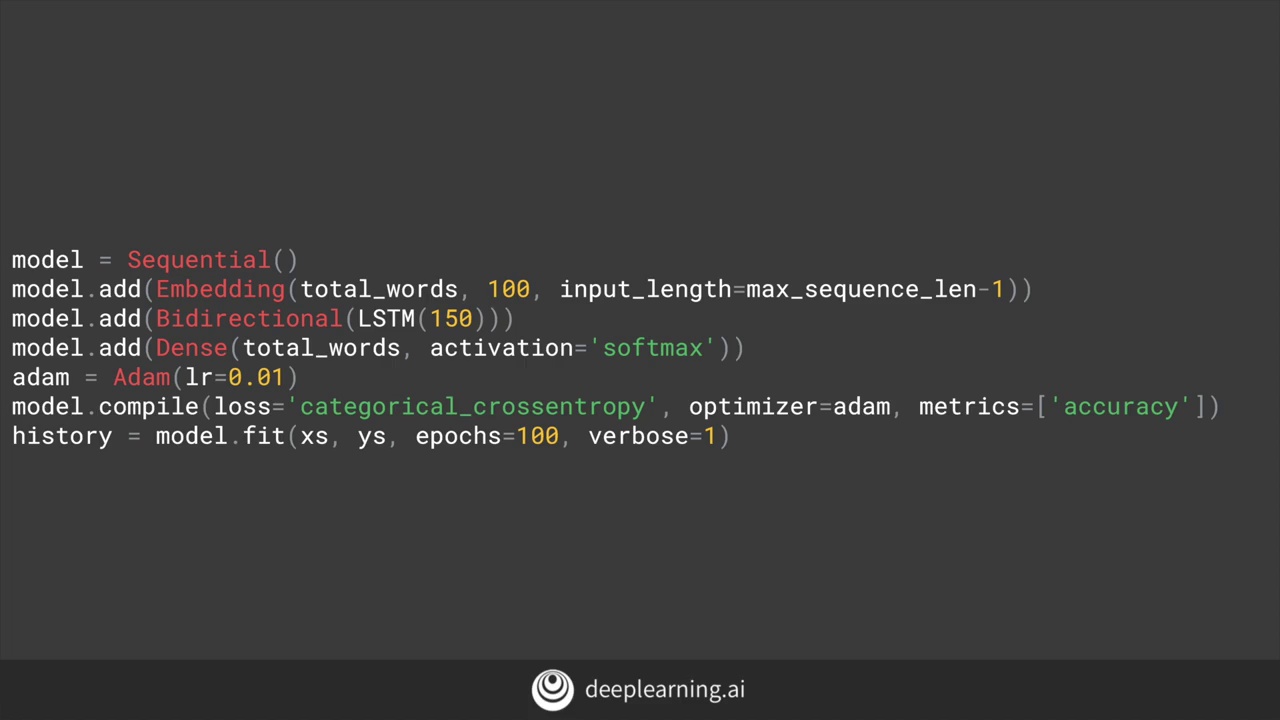 model = Sequential()
model.add(Embedding(total_words, 100, input_length=max_sequence_len-1))
model.add(Bidirectional(LSTM(150)))
model.add(Dense(total_words, activation='softmax'))
adam = Adam(lr=0.01)
model.compile(loss='categorical_crossentropy', optimizer=adam, metrics=['accuracy'])
history = model.fit(xs, ys, epochs=100, verbose=1)
deeplearning.ai